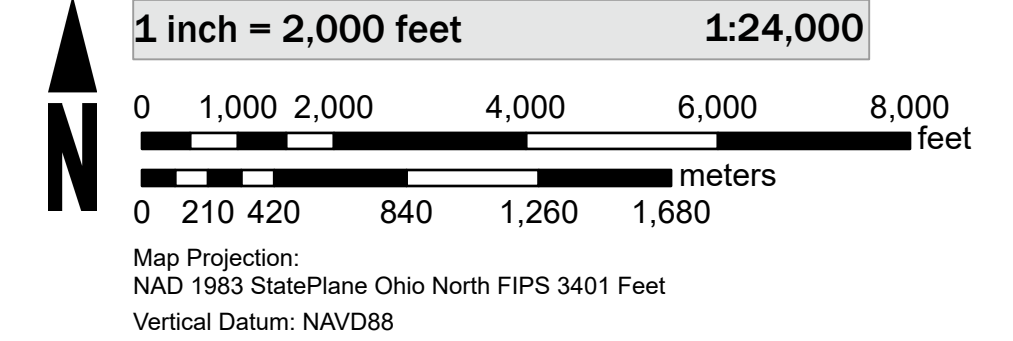 1 inch = 2,000 feet 1:24,000
0 1,000 2,000 4,000 6,000 8,000
feet
meters
0 210 420 840 1,260 1,680
N
Map Projection:
NAD 1983 StatePlane Ohio North FIPS 3401 Feet
Vertical Datum: NAVD88